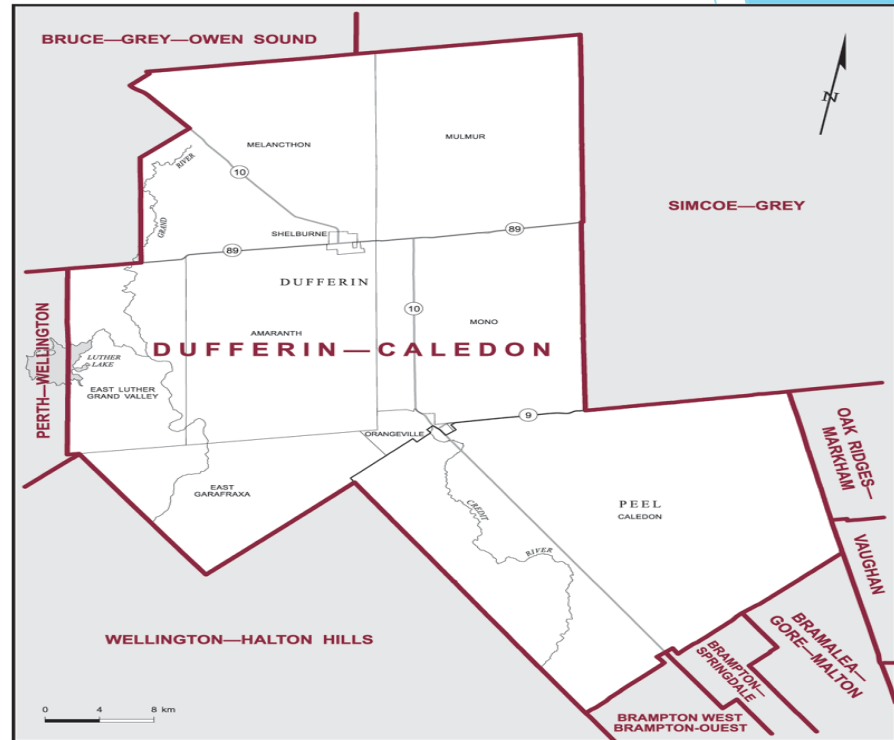 BRUCE—GREY—OWEN SOUND
N
MELANCTHON
MULMUR
RIVER
10
GRAND
SIMCOE—GREY
SHELBURNE
89
89
DUFFERIN
10
MONO
AMARANTH
DUFFERIN—CALEDON
PERTH—WELLINGTON
LUTHER
LAKE
EAST LUTHER
GRAND VALLEY
9
ORANGEVILLE
OAK RIDGES—
MARKHAM
EAST
GARAFRAXA
CREDIT
RIVER
PEEL
CALEDON
VAUGHAN
WELLINGTON—HALTON HILLS
BRAMPTON—
SPRINGDALE
BRAMALEA—
GORE—MALTON
0 4 8 km
BRAMPTON WEST
BRAMPTON-OUEST